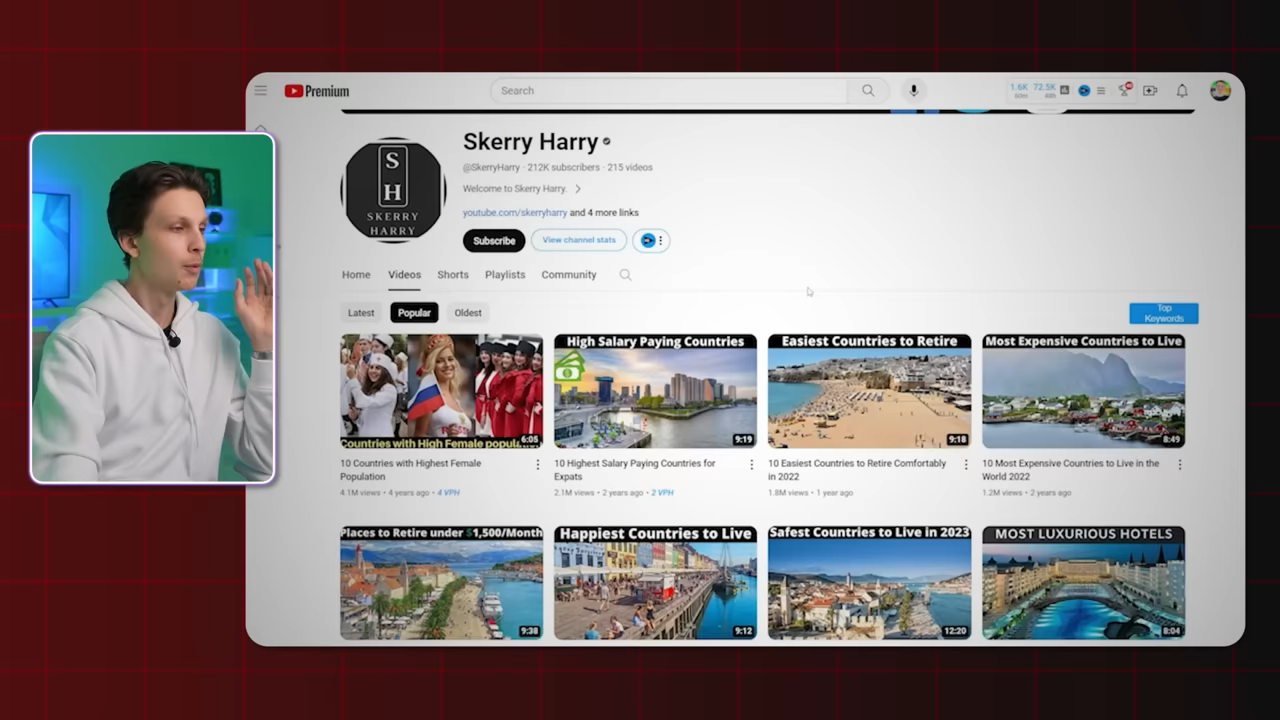 Premium
Search
1.6K 72.5K
60m 48h
Skerry Harry
@SkerryHarry · 212K subscribers · 215 videos
Welcome to Skerry Harry.
youtube.com/skerryharry and 4 more links
Subscribe
View channel stats
S
H
SKERRY
HARRY
Home Videos Shorts Playlists Community
Latest Popular Oldest
Top
Keywords
Countries with High Female popul
6:05
10 Countries with Highest Female
Population
4.1M views • 4 years ago • 4 VPH
High Salary Paying Countries
9:19
10 Highest Salary Paying Countries for
Expats
2.1M views • 2 years ago • 2 VPH
Easiest Countries to Retire
9:18
10 Easiest Countries to Retire Comfortably
in 2022
1.8M views • 1 year ago
Most Expensive Countries to Live
8:49
10 Most Expensive Countries to Live in the
World 2022
1.2M views • 2 years ago
Places to Retire under $1,500/Month
9:38
Happiest Countries to Live
9:12
Safest Countries to Live in 2023
12:20
MOST LUXURIOUS HOTELS
8:04